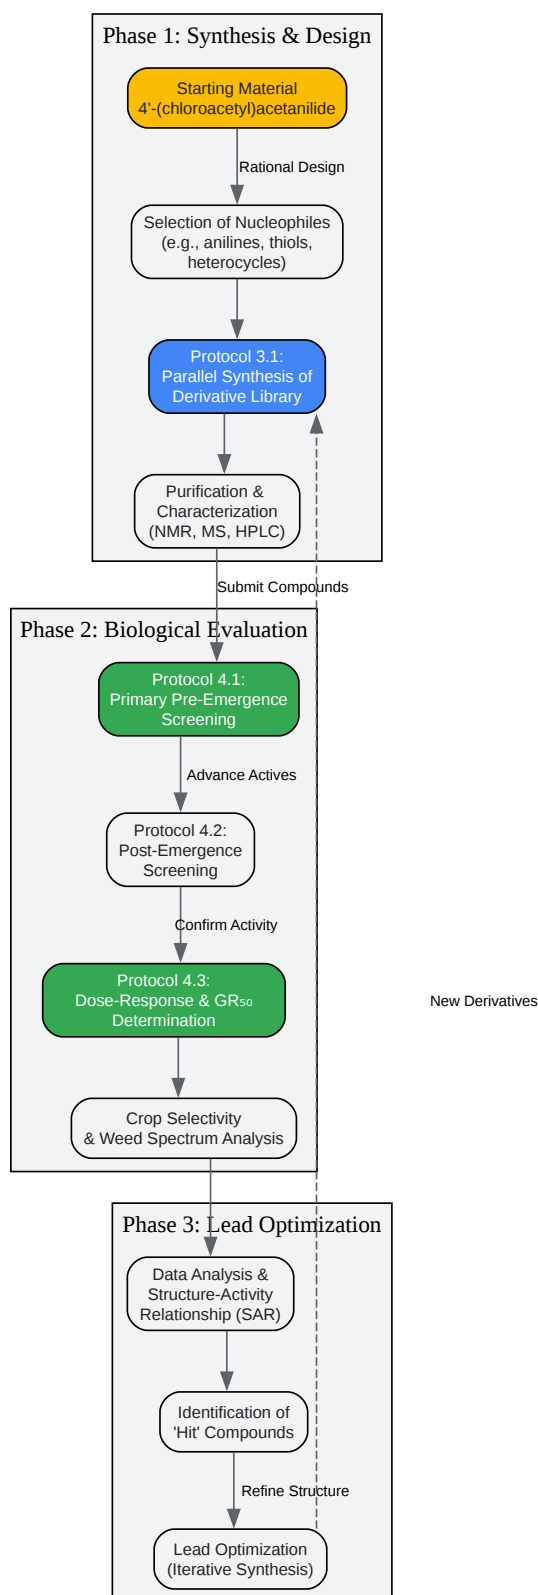 Phase 1: Synthesis & Design
Starting Material
4'-(chloroacetyl)acetanilide
Rational Design
Selection of Nucleophiles
(e.g., anilines, thiols,
heterocycles)
Protocol 3.1:
Parallel Synthesis of
Derivative Library
Purification &
Characterization
(NMR, MS, HPLC)
Submit Compounds
Phase 2: Biological Evaluation
Protocol 4.1:
Primary Pre-Emergence
Screening
Advance Actives
Protocol 4.2:
Post-Emergence
Screening
Confirm Activity
Protocol 4.3:
Dose-Response & GR₅₀
Determination
New Derivatives
Crop Selectivity
& Weed Spectrum Analysis
Phase 3: Lead Optimization
Data Analysis &
Structure-Activity
Relationship (SAR)
Identification of
'Hit' Compounds
Refine Structure
Lead Optimization
(Iterative Synthesis)